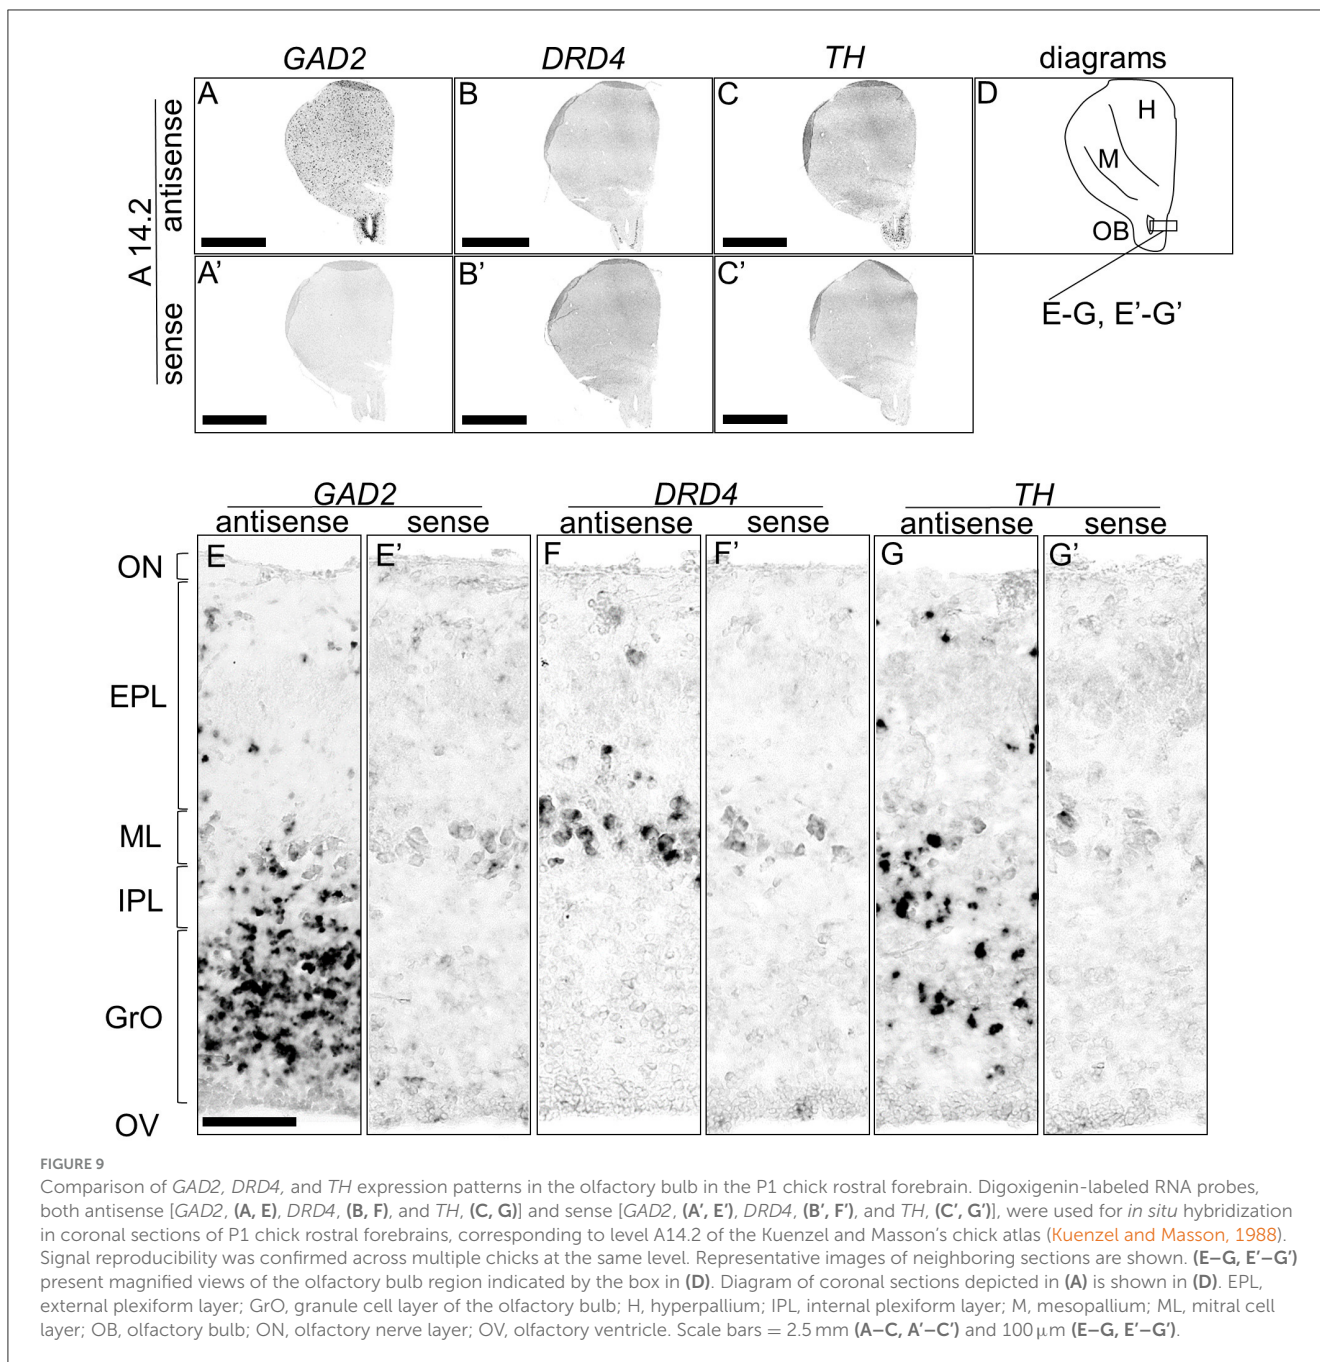 GAD2 DRD4 TH diagrams
A 14.2
antisense
sense
A B C D
H
M
OB
A’ B’ C’
E-G, E’-G’
GAD2 DRD4 TH
antisense sense antisense sense antisense sense
E E’ F F’ G G’
ON
EPL
ML
IPL
GrO
OV
FIGURE 9
Comparison of GAD2, DRD4, and TH expression patterns in the olfactory bulb in the P1 chick rostral forebrain. Digoxigenin-labeled RNA probes,
both antisense [GAD2, (A, E), DRD4, (B, F), and TH, (C, G)] and sense [GAD2, (A′, E′), DRD4, (B′, F′), and TH, (C′, G′)], were used for in situ hybridization
in coronal sections of P1 chick rostral forebrains, corresponding to level A14.2 of the Kuenzel and Masson’s chick atlas (Kuenzel and Masson, 1988).
Signal reproducibility was confirmed across multiple chicks at the same level. Representative images of neighboring sections are shown. (E–G, E′–G′)
present magnified views of the olfactory bulb region indicated by the box in (D). Diagram of coronal sections depicted in (A) is shown in (D). EPL,
external plexiform layer; GrO, granule cell layer of the olfactory bulb; H, hyperpallium; IPL, internal plexiform layer; M, mesopallium; ML, mitral cell
layer; OB, olfactory bulb; ON, olfactory nerve layer; OV, olfactory ventricle. Scale bars = 2.5 mm (A–C, A′–C′) and 100 μm (E–G, E′–G′).